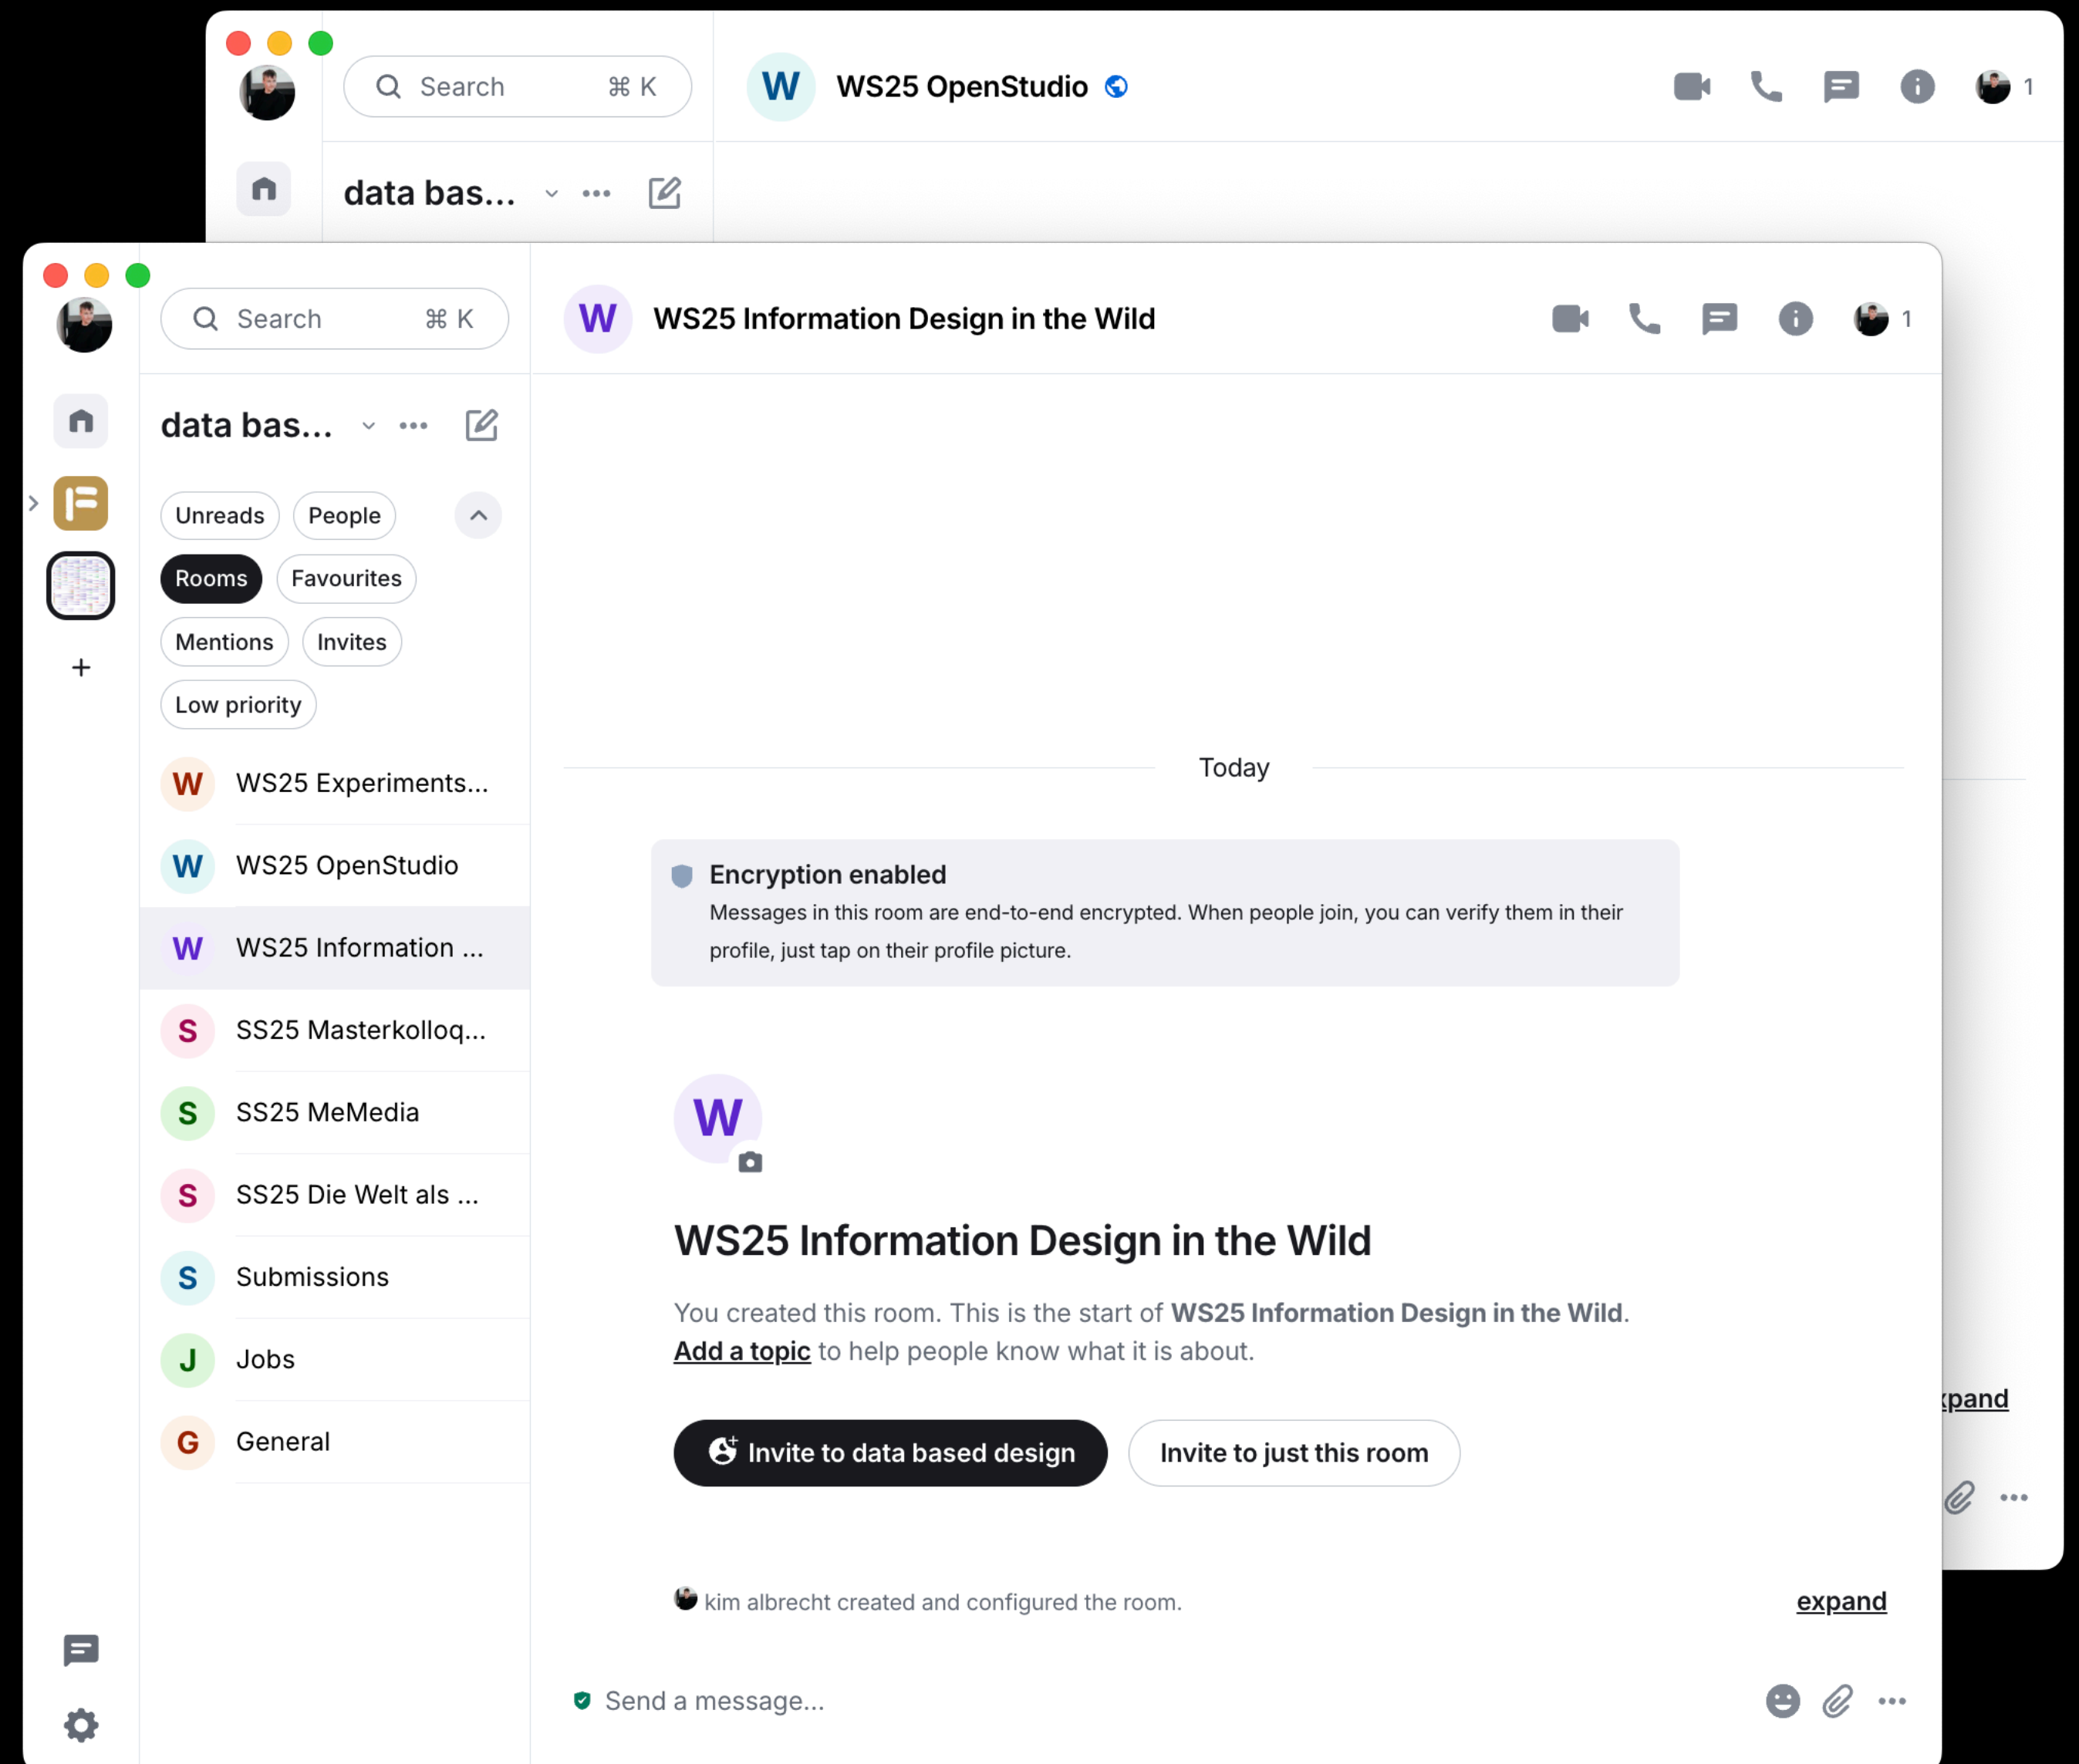 Search ⌘ K
W WS25 OpenStudio 1
data bas...
Search ⌘ K
W WS25 Information Design in the Wild 1
data bas...
Unreads People
Rooms Favourites
Mentions Invites
Low priority
W WS25 Experiments...
W WS25 OpenStudio
W WS25 Information ...
S SS25 Masterkolloq...
S SS25 MeMedia
S SS25 Die Welt als ...
S Submissions
J Jobs
G General
Today
Encryption enabled
Messages in this room are end-to-end encrypted. When people join, you can verify them in their
profile, just tap on their profile picture.
W
WS25 Information Design in the Wild
You created this room. This is the start of WS25 Information Design in the Wild.
Add a topic to help people know what it is about.
Invite to data based design Invite to just this room
kim albrecht created and configured the room. expand
Send a message...
xpand